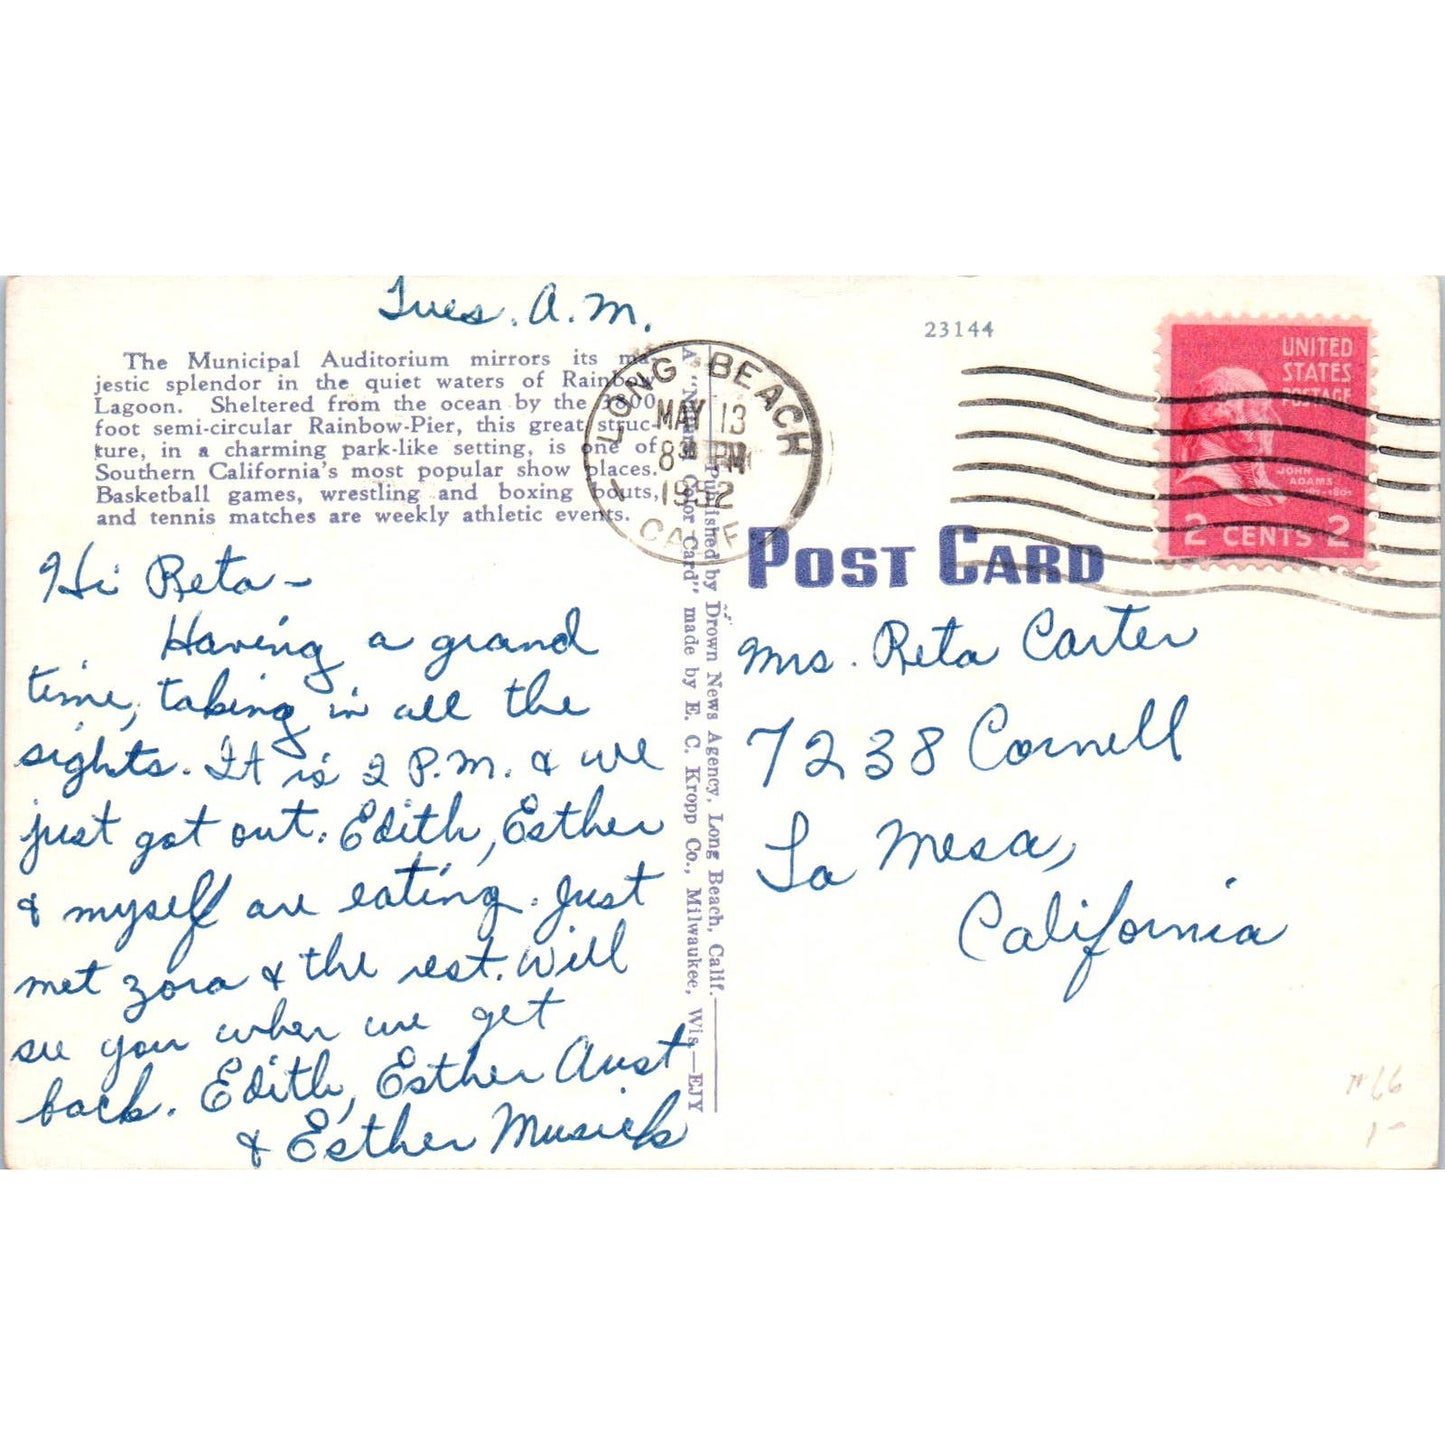 Tues. A.M.
The Municipal Auditorium mirrors its ma-
jestic splendor in the quiet waters of Rainbow
Lagoon. Sheltered from the ocean by the 3800
foot semi-circular Rainbow-Pier, this great struc-
ture, in a charming park-like setting, is one of
Southern California's most popular show places.
Basketball games, wrestling and boxing bouts,
and tennis matches are weekly athletic events.
Hi Reta-
Having a grand
time, taking in all the
sights. It is 2 P.M. & we
just got out. Edith, Esther
& myself are eating. Just
met Zora & the rest. Will
see you when we get
back. Edith, Esther Aust
& Esther Musick
A "Natural Color Card" made by E. C. Kropp Co., Milwaukee, Wis.—EJY
Published by Drown News Agency, Long Beach, Calif.
LONG BEACH
MAY 13
8 30 PM
1952
CALIF
1
23144
UNITED
STATES
POSTAGE
JOHN
ADAMS
2 CENTS 2
POST CARD
Mrs. Reta Carter
7238 Cornell
La Mesa,
California
1-